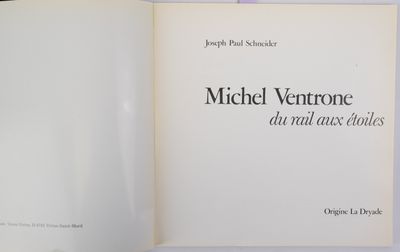 Joseph Paul Schneider
Michel Ventrone
du rail aux étoiles
Origine La Dryade